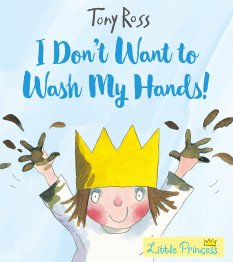 Tony Ross
I Don't Want to
Wash My Hands!
Little Princess